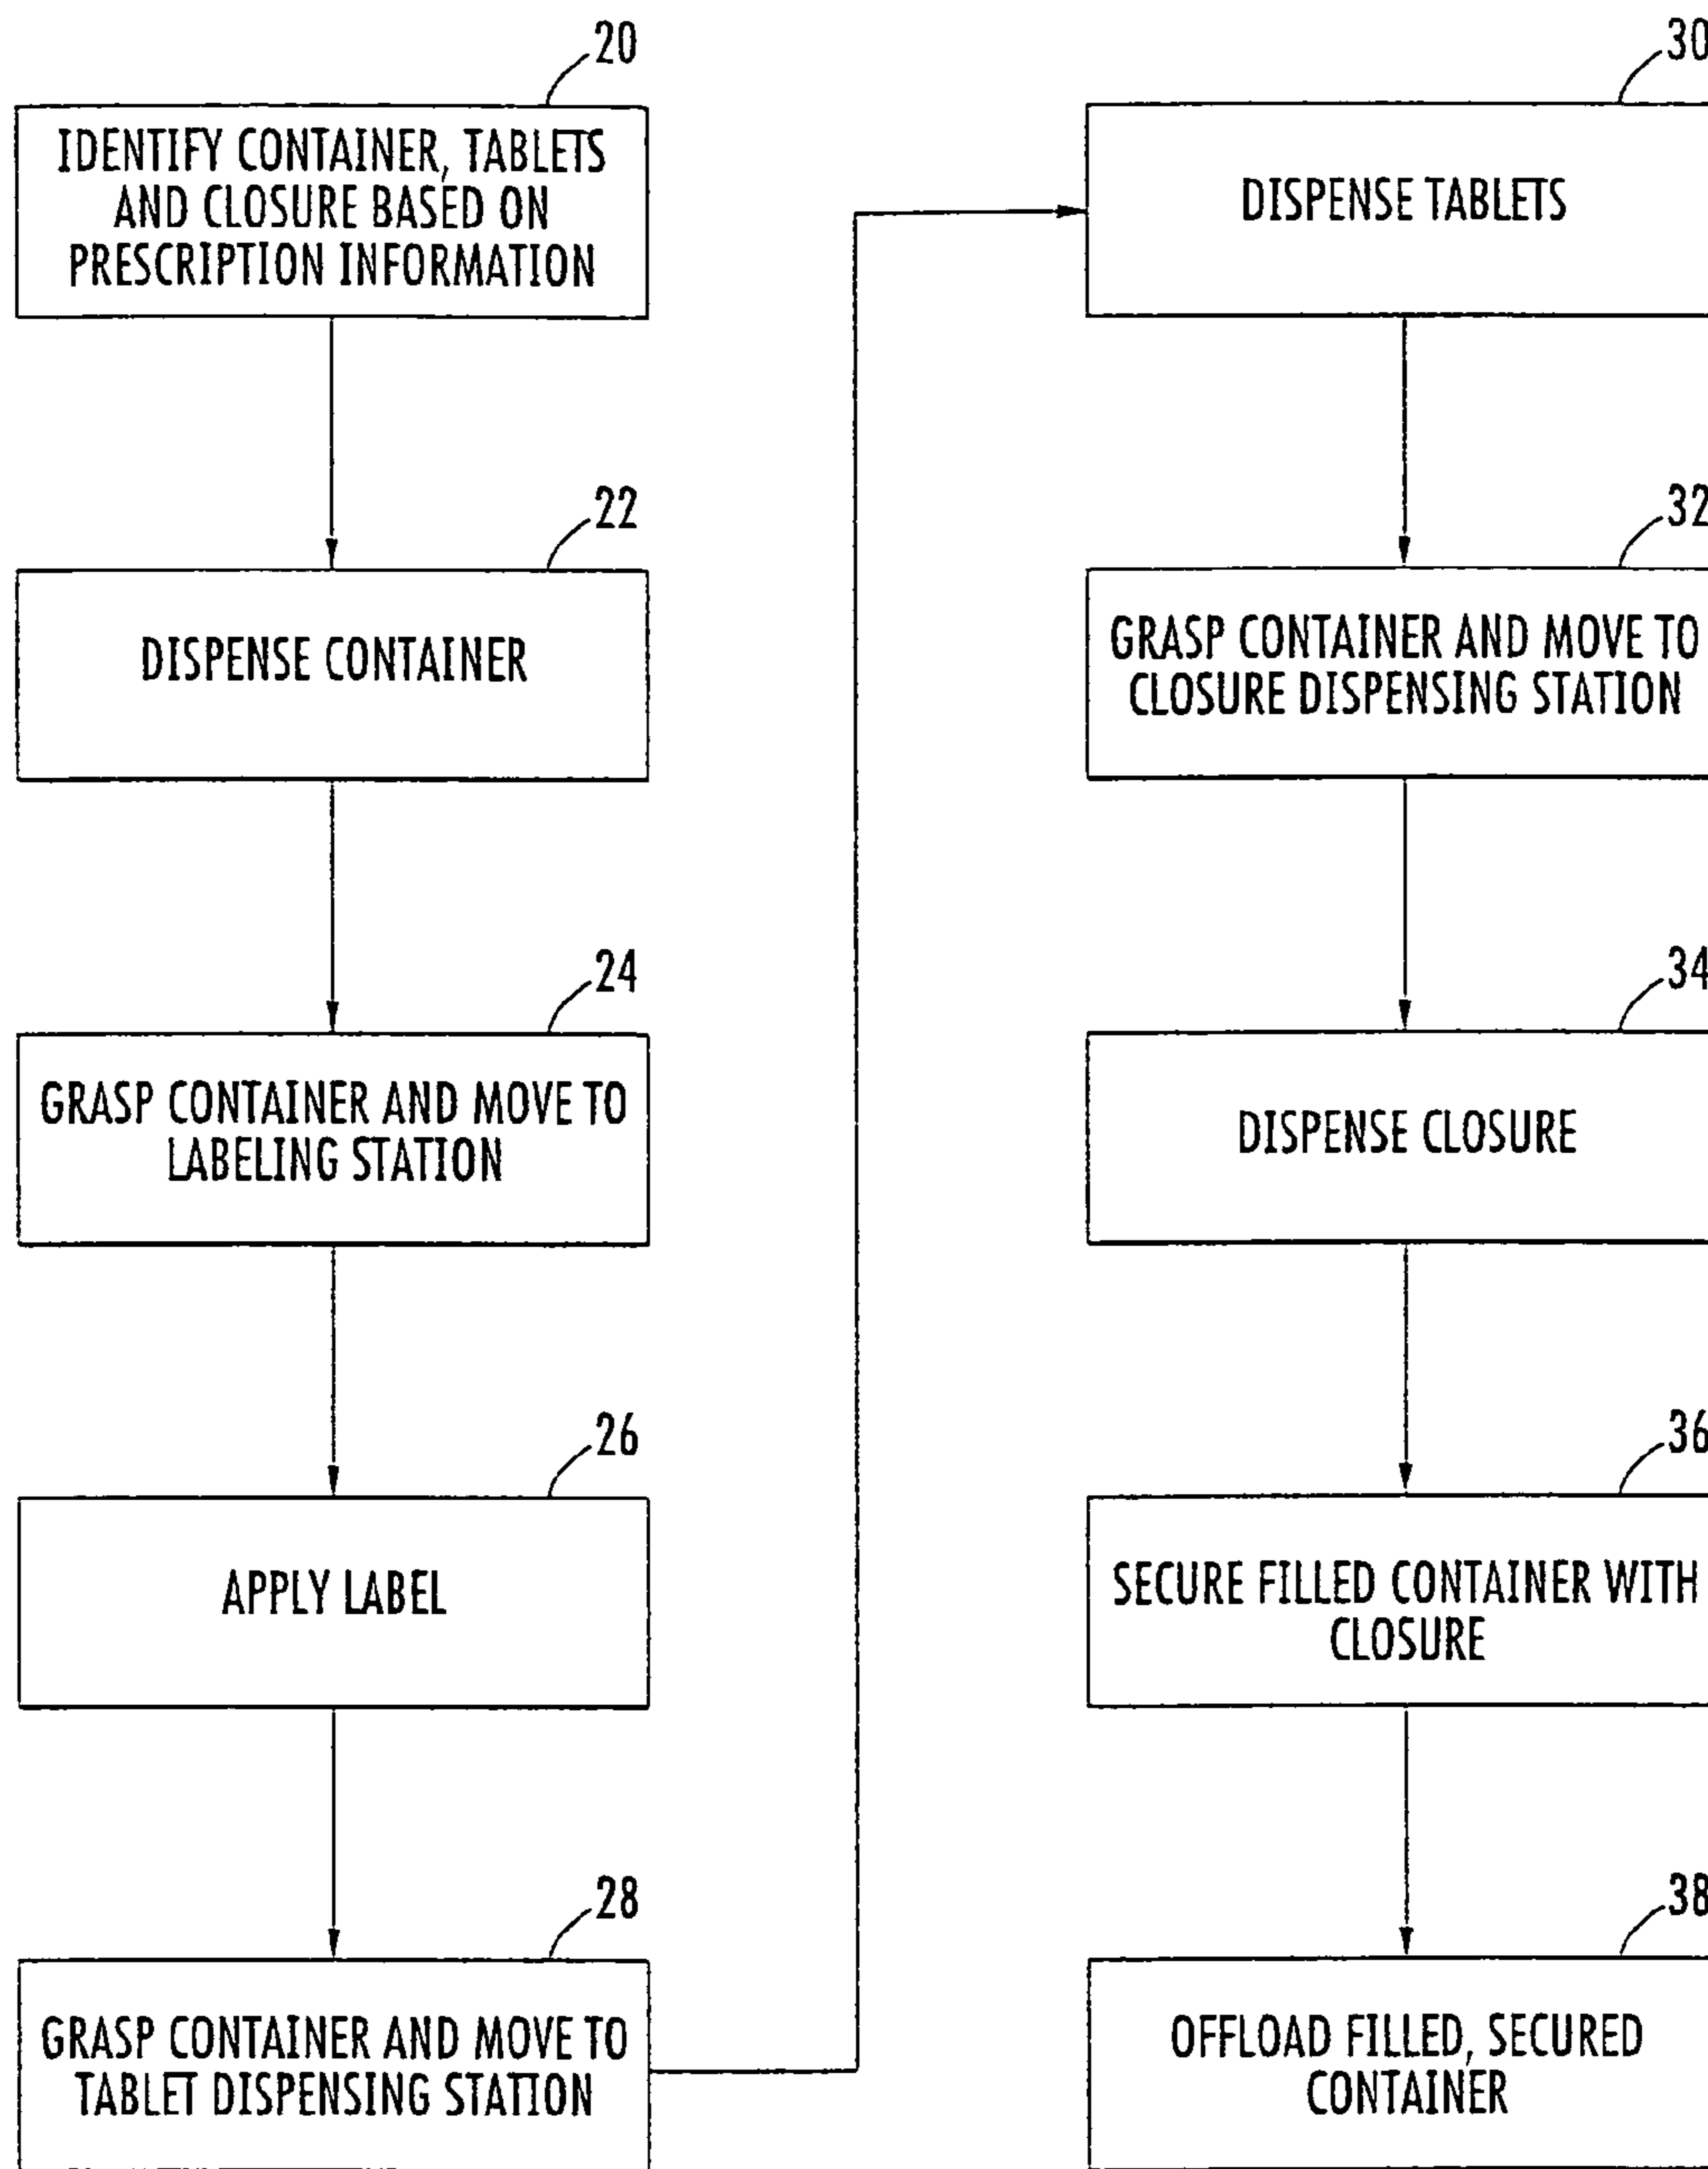 20
IDENTIFY CONTAINER, TABLETS
AND CLOSURE BASED ON
PRESCRIPTION INFORMATION
22
DISPENSE CONTAINER
24
GRASP CONTAINER AND MOVE TO
LABELING STATION
26
APPLY LABEL
28
GRASP CONTAINER AND MOVE TO
TABLET DISPENSING STATION
30
DISPENSE TABLETS
32
GRASP CONTAINER AND MOVE TO
CLOSURE DISPENSING STATION
34
DISPENSE CLOSURE
36
SECURE FILLED CONTAINER WITH
CLOSURE
38
OFFLOAD FILLED, SECURED
CONTAINER